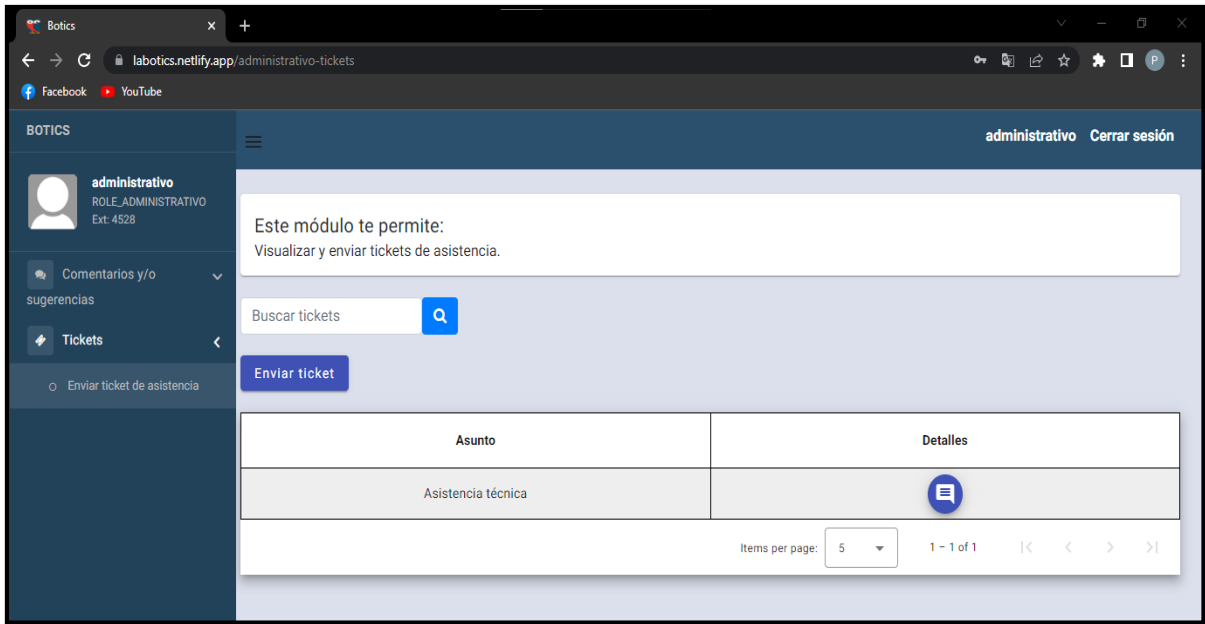 Botics
labotics.netlify.app/administrativo-tickets
P
Facebook
YouTube
BOTICS
administrativo Cerrar sesión
administrativo
ROLE_ADMINISTRATIVO
Ext: 4528
Comentarios y/o
sugerencias
Tickets
Enviar ticket de asistencia
Este módulo te permite:
Visualizar y enviar tickets de asistencia.
Buscar tickets
Enviar ticket
Asunto Detalles
Asistencia técnica
Items per page: 5 1 – 1 of 1